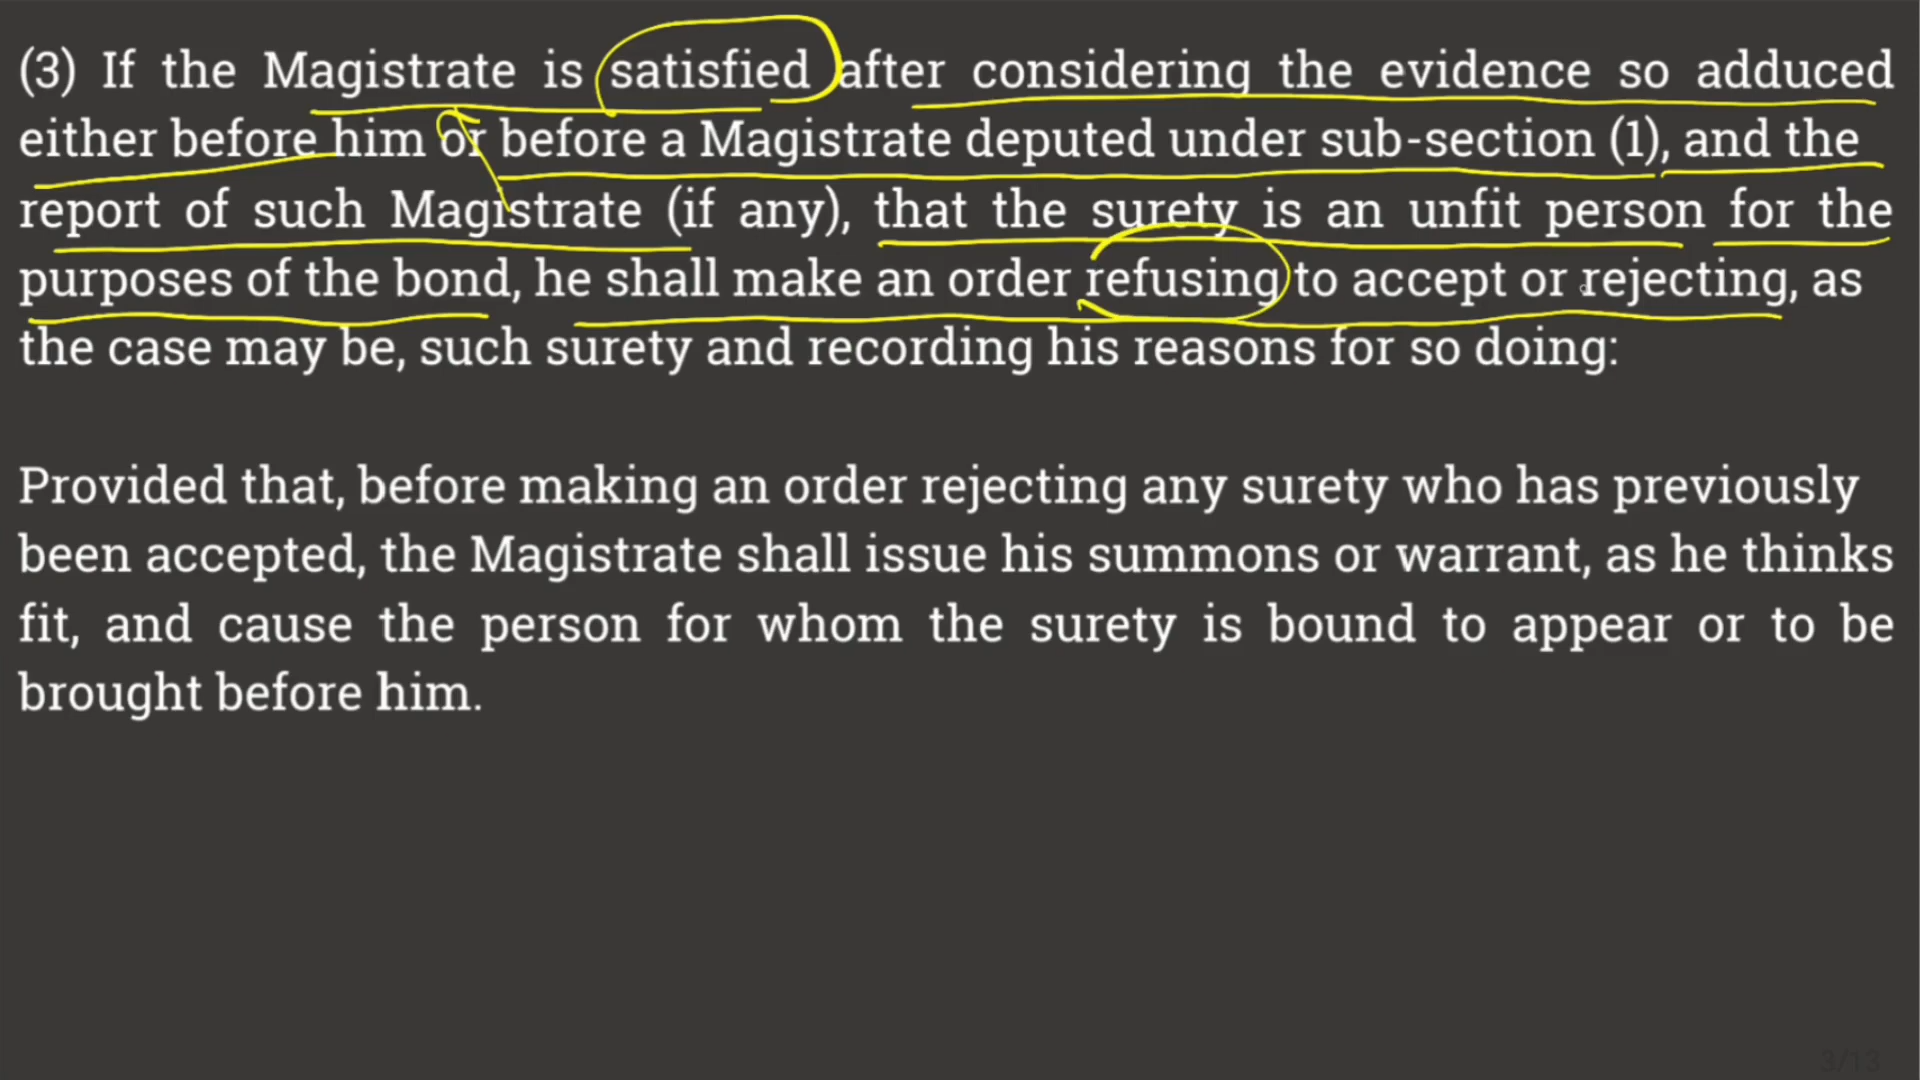 (3) If the Magistrate is satisfied after considering the evidence so adduced
either before him or before a Magistrate deputed under sub-section (1), and the
report of such Magistrate (if any), that the surety is an unfit person for the
purposes of the bond, he shall make an order refusing to accept or rejecting, as
the case may be, such surety and recording his reasons for so doing:
Provided that, before making an order rejecting any surety who has previously
been accepted, the Magistrate shall issue his summons or warrant, as he thinks
fit, and cause the person for whom the surety is bound to appear or to be
brought before him.
3/13